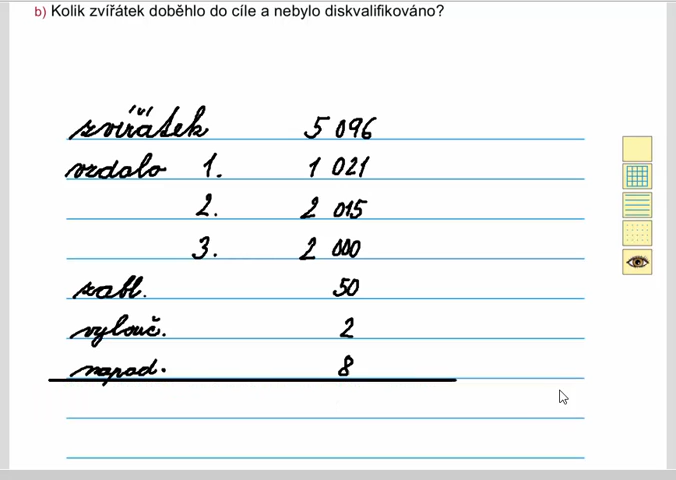 b) Kolik zvířátek doběhlo do cíle a nebylo diskvalifikováno?
zvířátek 5 096
vzdalo 1. 1 021
2. 2 015
3. 2 000
zabl. 50
vylouč. 2
napad. 8